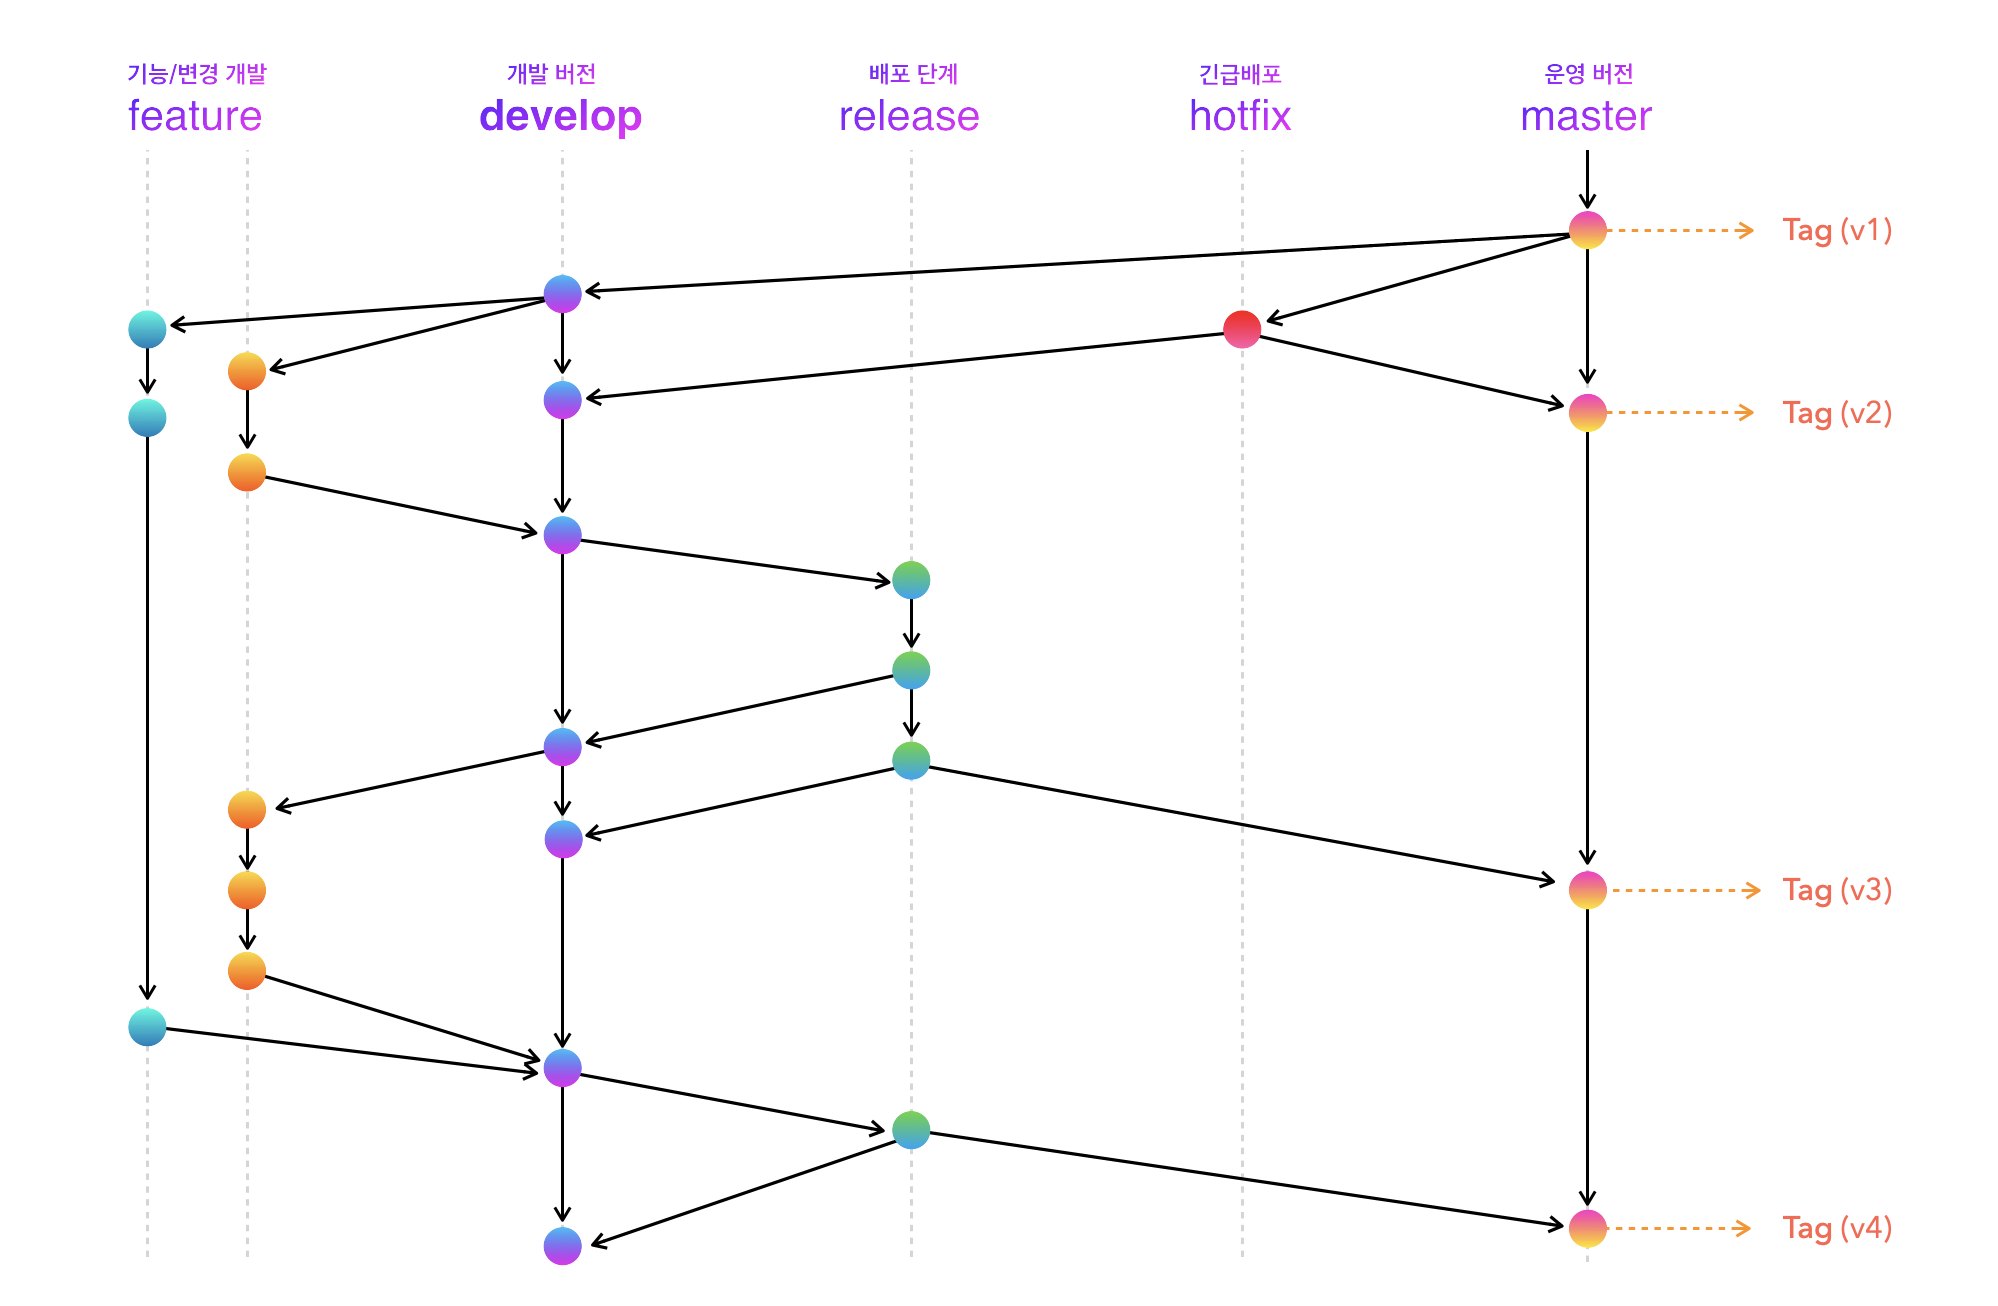 기능/변경 개발
feature
개발 버전
develop
배포 단계
release
긴급배포
hotfix
운영 버전
master
Tag (v1)
Tag (v2)
Tag (v3)
Tag (v4)